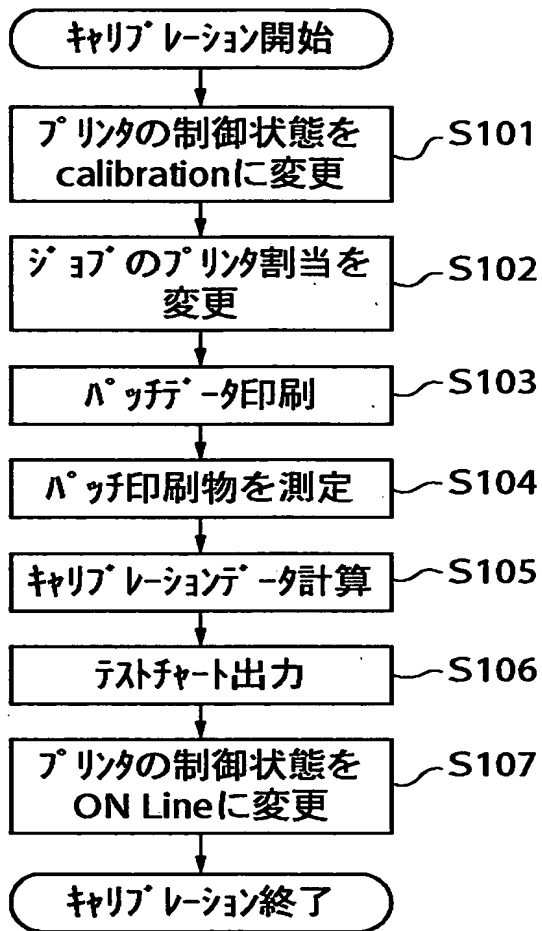 ｷｬﾘﾌﾞﾚｰｼｮﾝ開始
ﾌﾟﾘﾝﾀの制御状態を
calibrationに変更
S101
ｼﾞｮﾌﾞのﾌﾟﾘﾝﾀ割当を
変更
S102
ﾊﾟｯﾁﾃﾞｰﾀ印刷
S103
ﾊﾟｯﾁ印刷物を測定
S104
ｷｬﾘﾌﾞﾚｰｼｮﾝﾃﾞｰﾀ計算
S105
ﾃｽﾄﾁｬｰﾄ出力
S106
ﾌﾟﾘﾝﾀの制御状態を
ON Lineに変更
S107
ｷｬﾘﾌﾞﾚｰｼｮﾝ終了